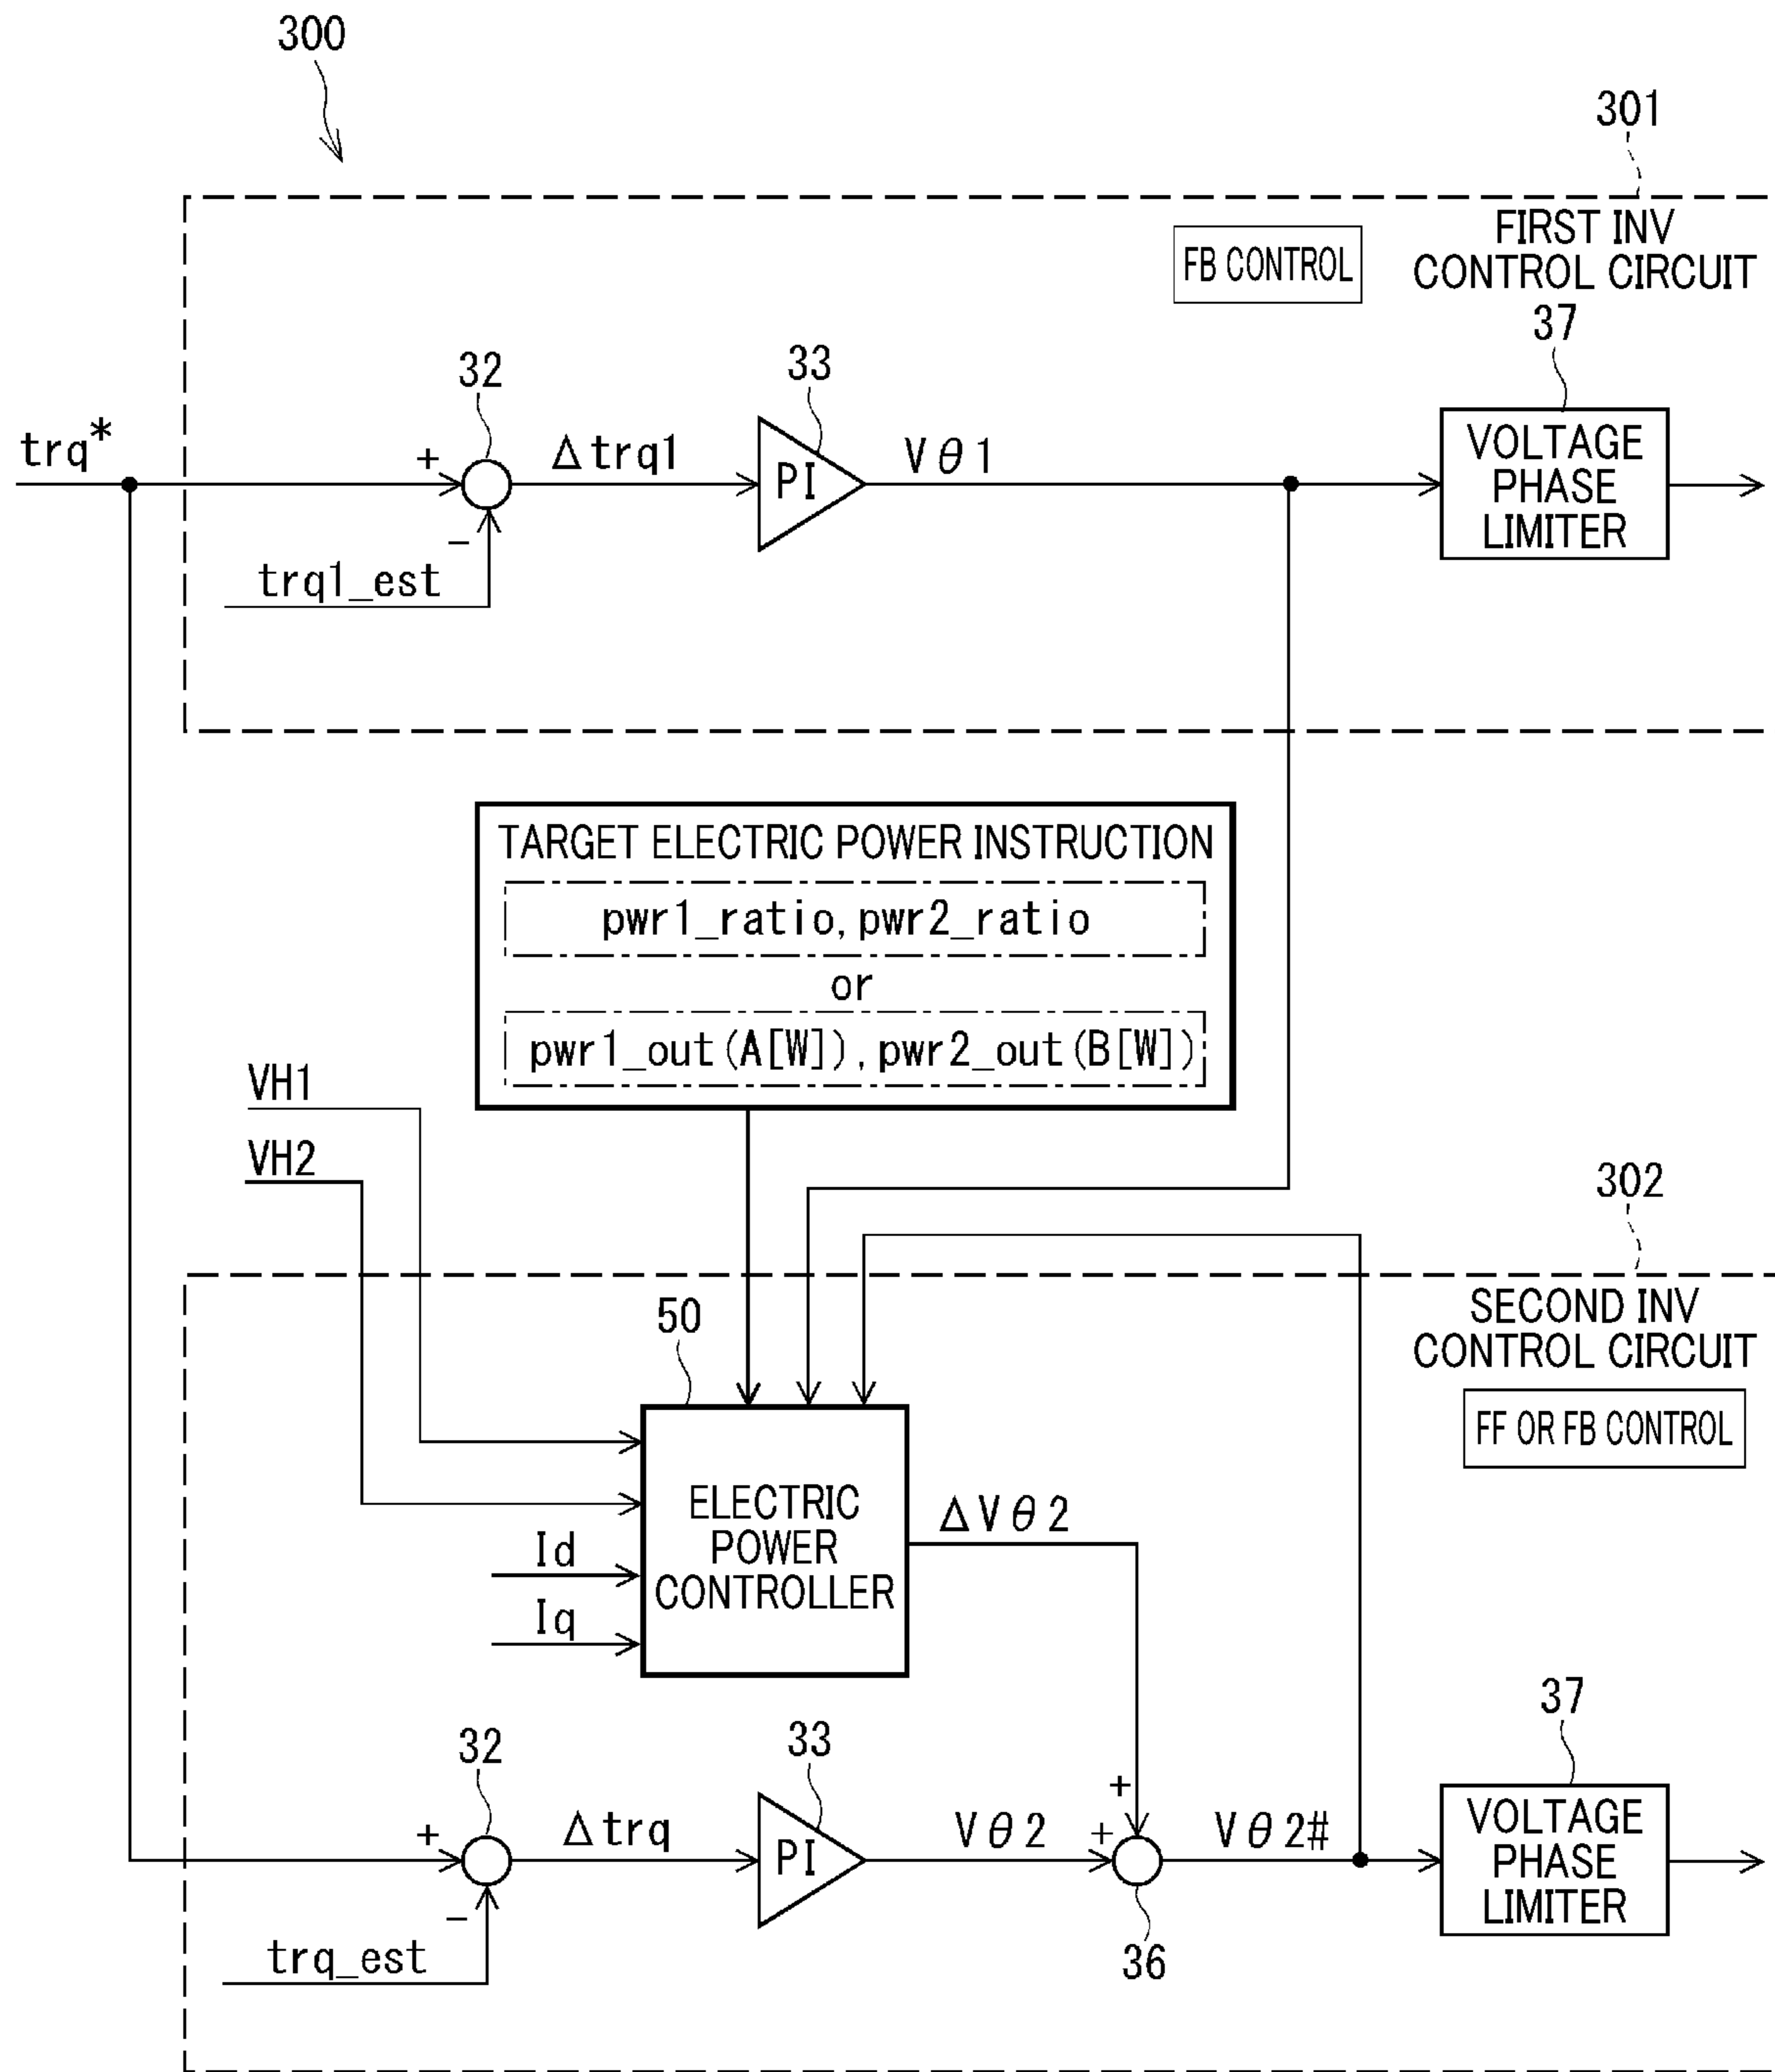 300
301
FIRST INV
CONTROL CIRCUIT
FB CONTROL
37
32
33
trq*
+
Δtrq1
PI
Vθ1
VOLTAGE
PHASE
LIMITER
−
trq1_est
TARGET ELECTRIC POWER INSTRUCTION
pwr1_ratio, pwr2_ratio
or
pwr1_out(A[W]), pwr2_out(B[W])
VH1
VH2
302
SECOND INV
CONTROL CIRCUIT
FF OR FB CONTROL
50
ELECTRIC
POWER
CONTROLLER
ΔVθ2
Id
Iq
37
32
33
+
+
Δtrq
PI
Vθ2
+
Vθ2#
VOLTAGE
PHASE
LIMITER
−
trq_est
36